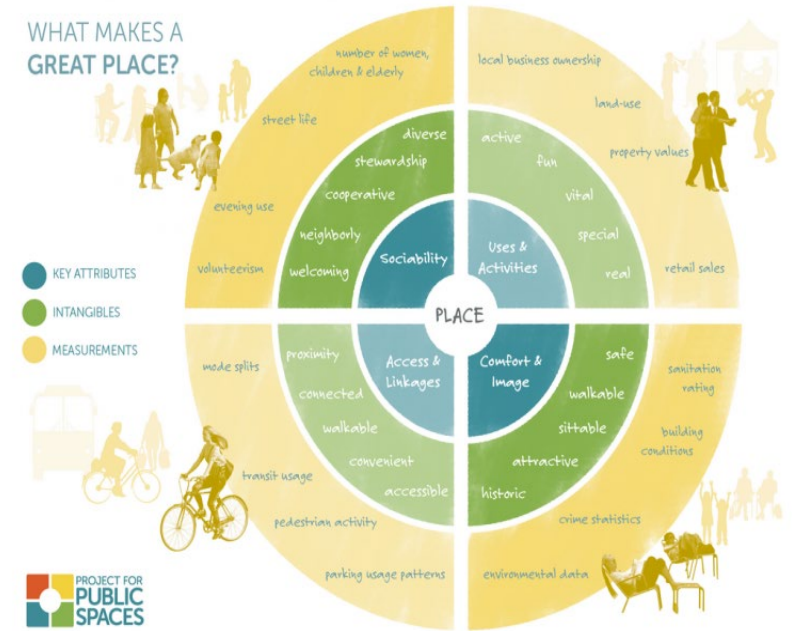 WHAT MAKES A
GREAT PLACE?
KEY ATTRIBUTES
INTANGIBLES
MEASUREMENTS
number of women,
children & elderly
street life
evening use
volunteerism
diverse
stewardship
cooperative
neighborly
welcoming
Sociability
local business ownership
land-use
property values
retail sales
active
fun
vital
special
real
Uses &
Activities
PLACE
mode splits
transit usage
pedestrian activity
parking usage patterns
proximity
connected
walkable
convenient
accessible
Access &
Linkages
Comfort &
Image
safe
walkable
sittable
attractive
historic
sanitation
rating
building
conditions
crime statistics
environmental data
PROJECT FOR
PUBLIC
SPACES